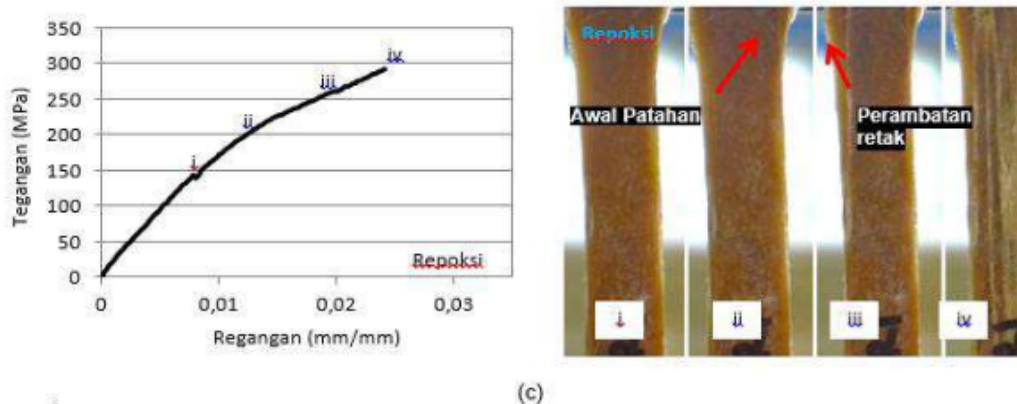 350
300
250
200
150
100
50
0
Tegangan (MPa)
i
ii
iii
iv
Repoksi
0
0,01
0,02
0,03
Regangan (mm/mm)
Repoksi
Awal Patahan
Perambatan
retak
i
ii
iii
iv
(c)